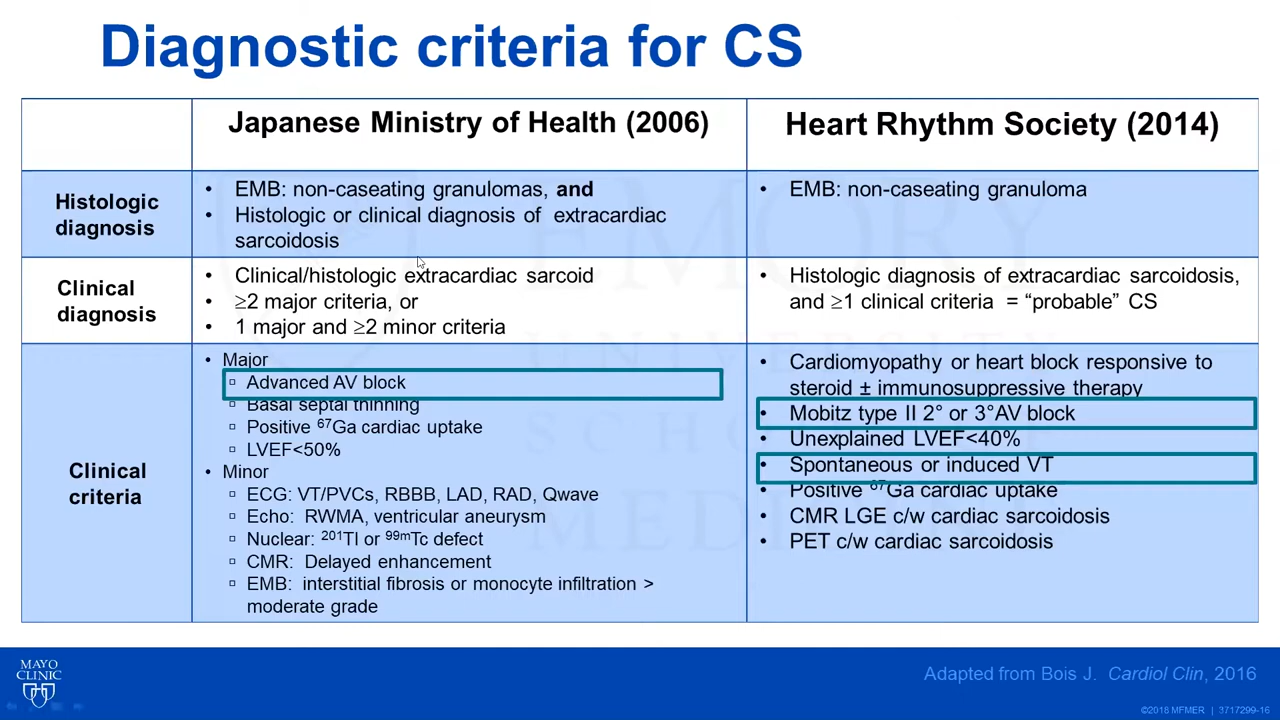 Diagnostic criteria for CS
Japanese Ministry of Health (2006)
Heart Rhythm Society (2014)
Histologic
diagnosis
• EMB: non-caseating granulomas, and
• Histologic or clinical diagnosis of extracardiac
sarcoidosis
• EMB: non-caseating granuloma
Clinical
diagnosis
• Clinical/histologic extracardiac sarcoid
• ≥2 major criteria, or
• 1 major and ≥2 minor criteria
• Histologic diagnosis of extracardiac sarcoidosis,
and ≥1 clinical criteria = “probable” CS
Clinical
criteria
• Major
▫ Advanced AV block
▫ Basal septal thinning
▫ Positive ⁶⁷Ga cardiac uptake
▫ LVEF<50%
• Minor
▫ ECG: VT/PVCs, RBBB, LAD, RAD, Qwave
▫ Echo: RWMA, ventricular aneurysm
▫ Nuclear: ²⁰¹Tl or ⁹⁹ᵐTc defect
▫ CMR: Delayed enhancement
▫ EMB: interstitial fibrosis or monocyte infiltration >
moderate grade
• Cardiomyopathy or heart block responsive to
steroid ± immunosuppressive therapy
• Mobitz type II 2° or 3°AV block
• Unexplained LVEF<40%
• Spontaneous or induced VT
• Positive ⁶⁷Ga cardiac uptake
• CMR LGE c/w cardiac sarcoidosis
• PET c/w cardiac sarcoidosis
EMORY
UNIVERSITY
SCHOOL OF
MEDICINE
MAYO
CLINIC
Adapted from Bois J. Cardiol Clin, 2016
©2018 MFMER | 3717299-16